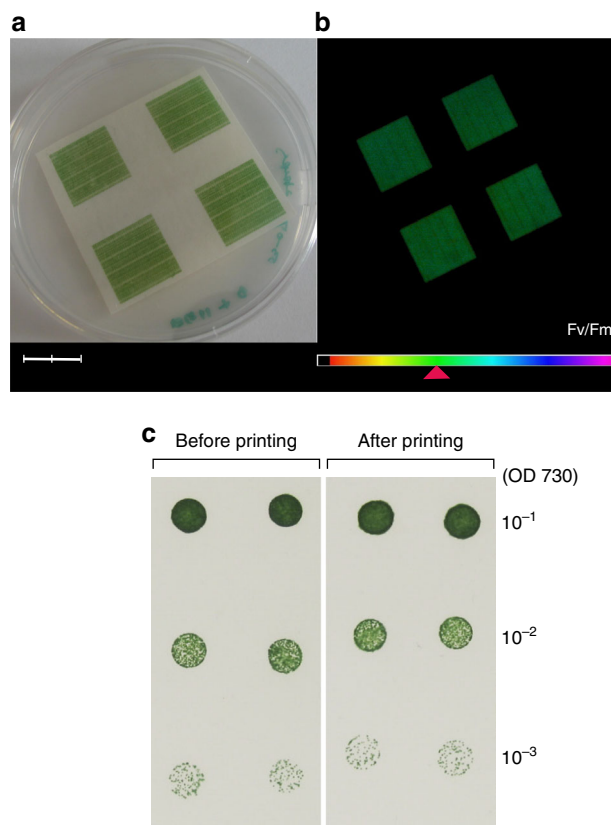 a
b
Fv/Fm
c
Before printing
After printing
(OD 730)
10⁻¹
10⁻²
10⁻³